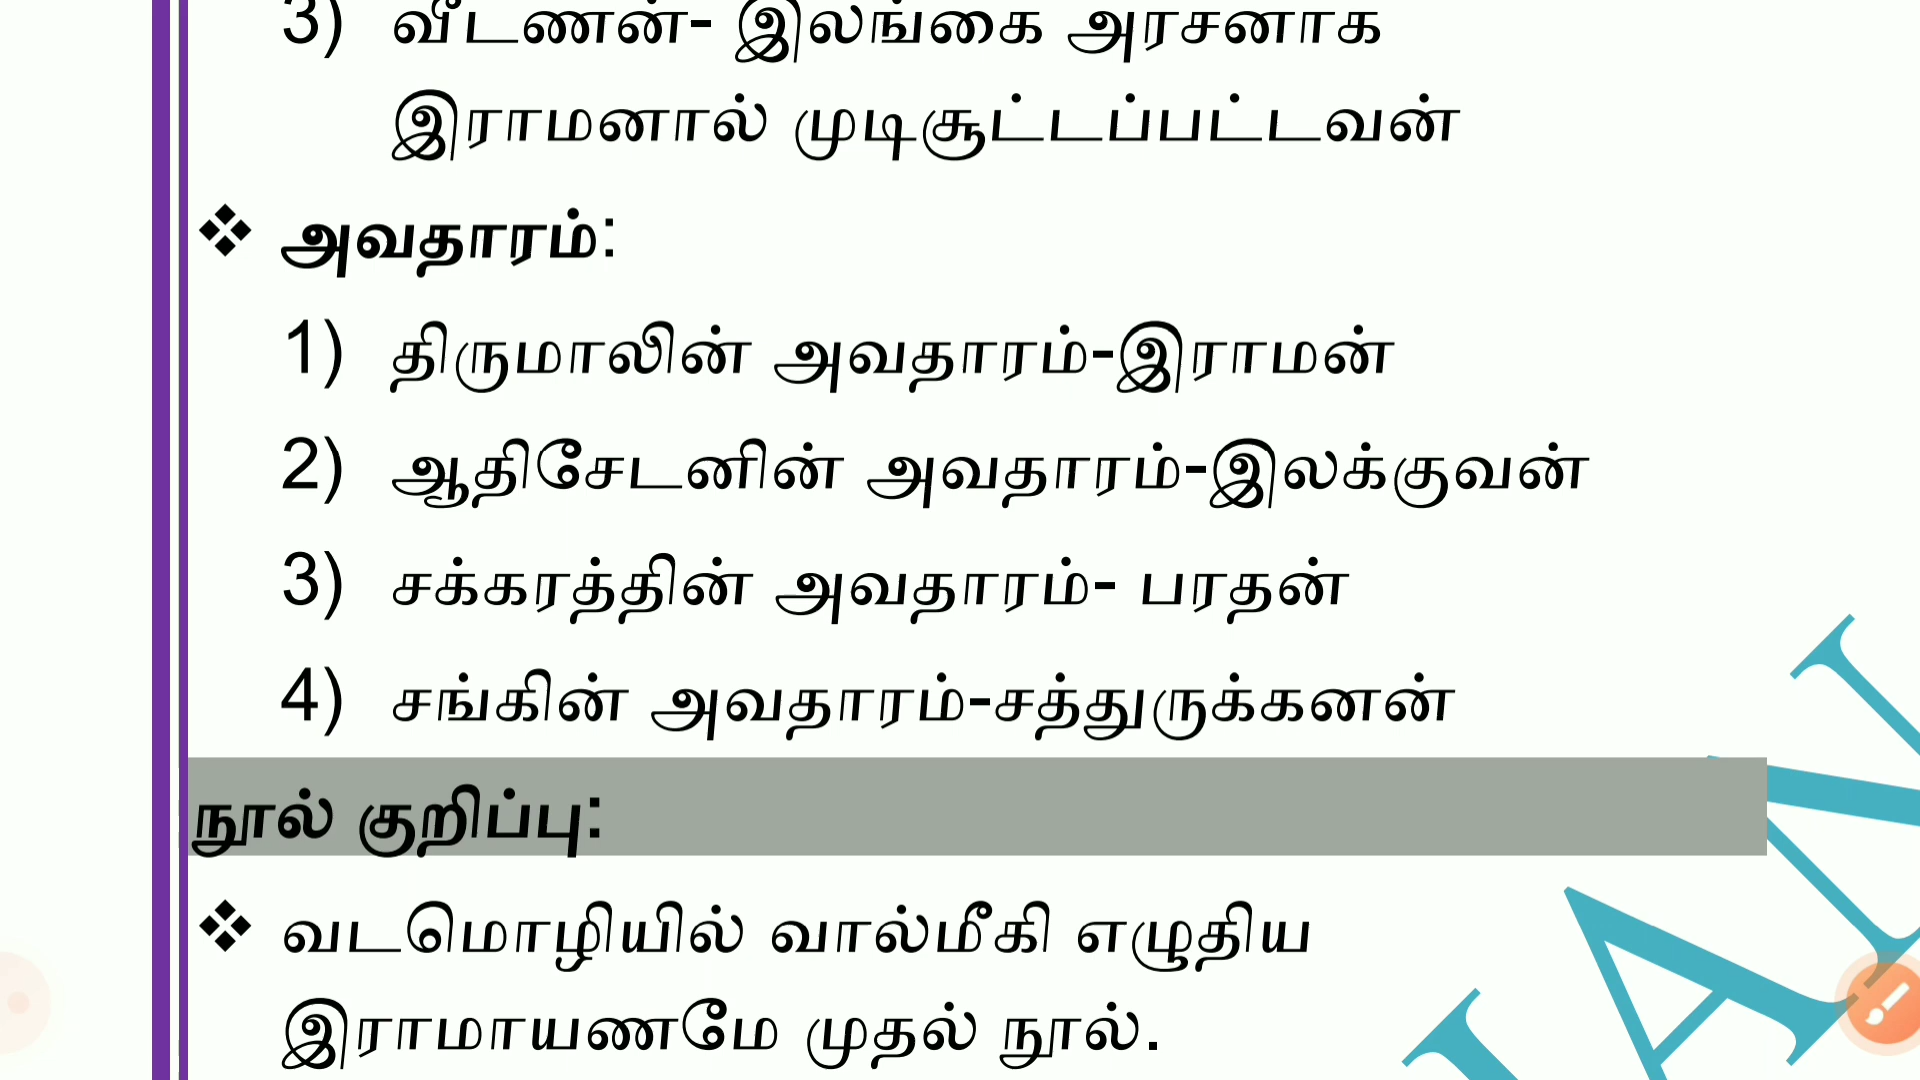 3) வீடணன்- இலங்கை அரசனாக
இராமனால் முடிசூட்டப்பட்டவன்
❖ அவதாரம்:
1) திருமாலின் அவதாரம்-இராமன்
2) ஆதிசேடனின் அவதாரம்-இலக்குவன்
3) சக்கரத்தின் அவதாரம்- பரதன்
4) சங்கின் அவதாரம்-சத்துருக்கனன்
நூல் குறிப்பு:
❖ வடமொழியில் வால்மீகி எழுதிய
இராமாயணமே முதல் நூல்.